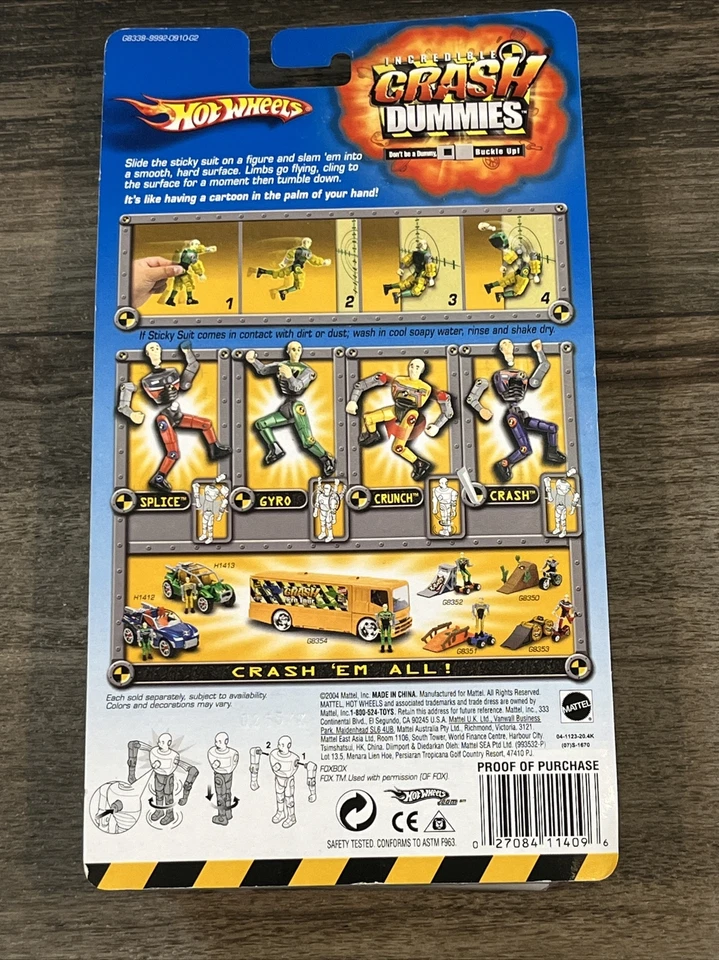 G8338-9992-0910-G2
HOT WHEELS
INCREDIBLE
CRASH
DUMMIES™
Don't be a Dummy
Buckle Up!
Slide the sticky suit on a figure and slam 'em into
a smooth, hard surface. Limbs go flying, cling to
the surface for a moment then tumble down.
It's like having a cartoon in the palm of your hand!
1
2
3
4
If Sticky Suit comes in contact with dirt or dust; wash in cool soapy water, rinse and shake dry.
SPLICE™
GYRO™
CRUNCH™
CRASH™
H1412
H1413
CRASH
G8354
G8352
G8350
G8351
G8353
CRASH 'EM ALL!
Each sold separately, subject to availability.
Colors and decorations may vary.
©2004 Mattel, Inc. MADE IN CHINA. Manufactured for Mattel. All Rights Reserved.
MATTEL, HOT WHEELS and associated trademarks and trade dress are owned by
Mattel, Inc. 1-800-524-TOYS. Retain this address for future reference. Mattel, Inc., 333
Continental Blvd., El Segundo, CA 90245 U.S.A. Mattel U.K. Ltd., Vanwall Business
Park, Maidenhead SL6 4UB. Mattel Australia Pty Ltd., Richmond, Victoria. 3121.
Mattel East Asia Ltd, Room 1106, South Tower, World Finance Centre, Harbour City
Tsimshatsui, HK, China. Diimport & Diedarkan Oleh: Mattel SEA Ptd Ltd. (993532-P)
Lot 13.5, Menara Lien Hoe, Persiaran Tropicana Golf Country Resort, 47410 PJ.
MATTEL
04-1123-20.4K
(07)S-1670
2
1
FOXBOX
FOX TM. Used with permission (OF FOX)
HOT WHEELS
.com
CE
ASTM
SAFETY TESTED. CONFORMS TO ASTM F963.
PROOF OF PURCHASE
0 27084 11409 6